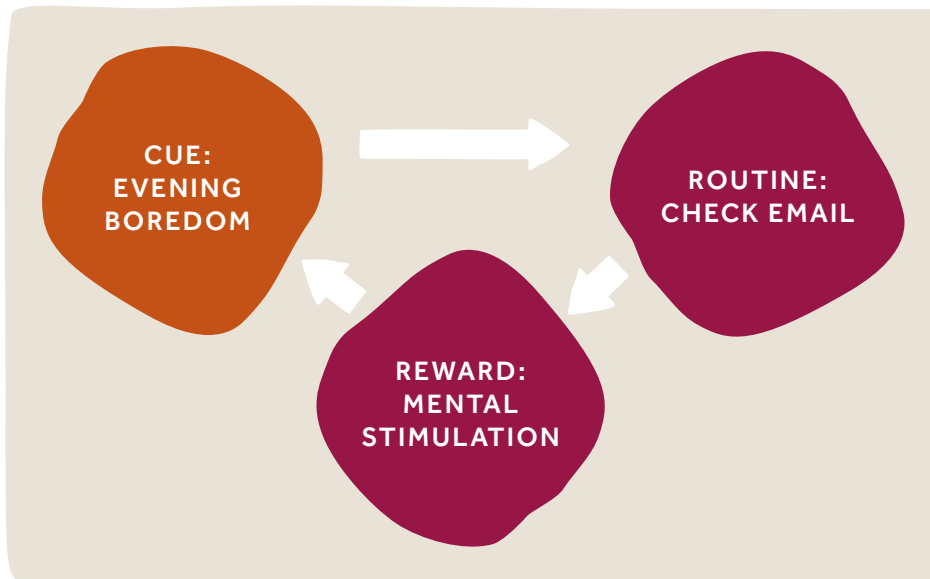 CUE:
EVENING
BOREDOM
ROUTINE:
CHECK EMAIL
REWARD:
MENTAL
STIMULATION